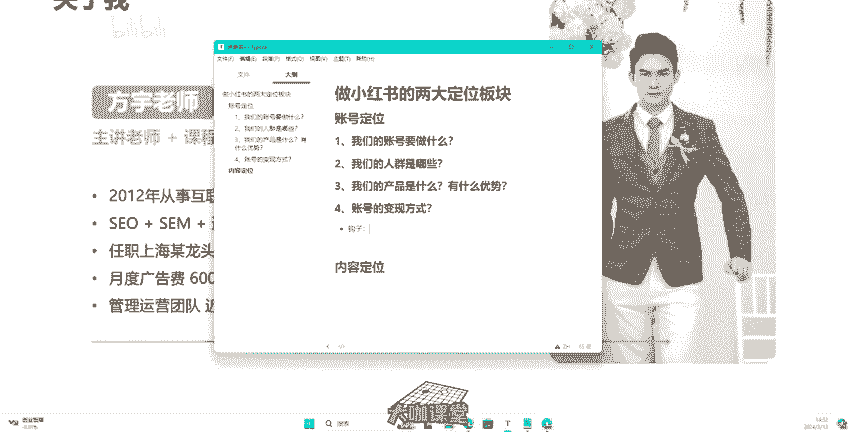 关于我
bilibili
方学老师
主讲老师 + 课程
2012年从事互联
SEO + SEM +
任职上海某龙头
月度广告费 600
管理运营团队 近
文件 大纲
做小红书的两大定位板块
账号定位
1、我们的账号要做什么？
2、我们的人群是哪些？
3、我们的产品是什么？有
什么优势？
4、账号的变现方式？
内容定位
做小红书的两大定位板块
账号定位
1、我们的账号要做什么？
2、我们的人群是哪些？
3、我们的产品是什么？有什么优势？
4、账号的变现方式？
钩子：
内容定位
大咖课堂
搜索